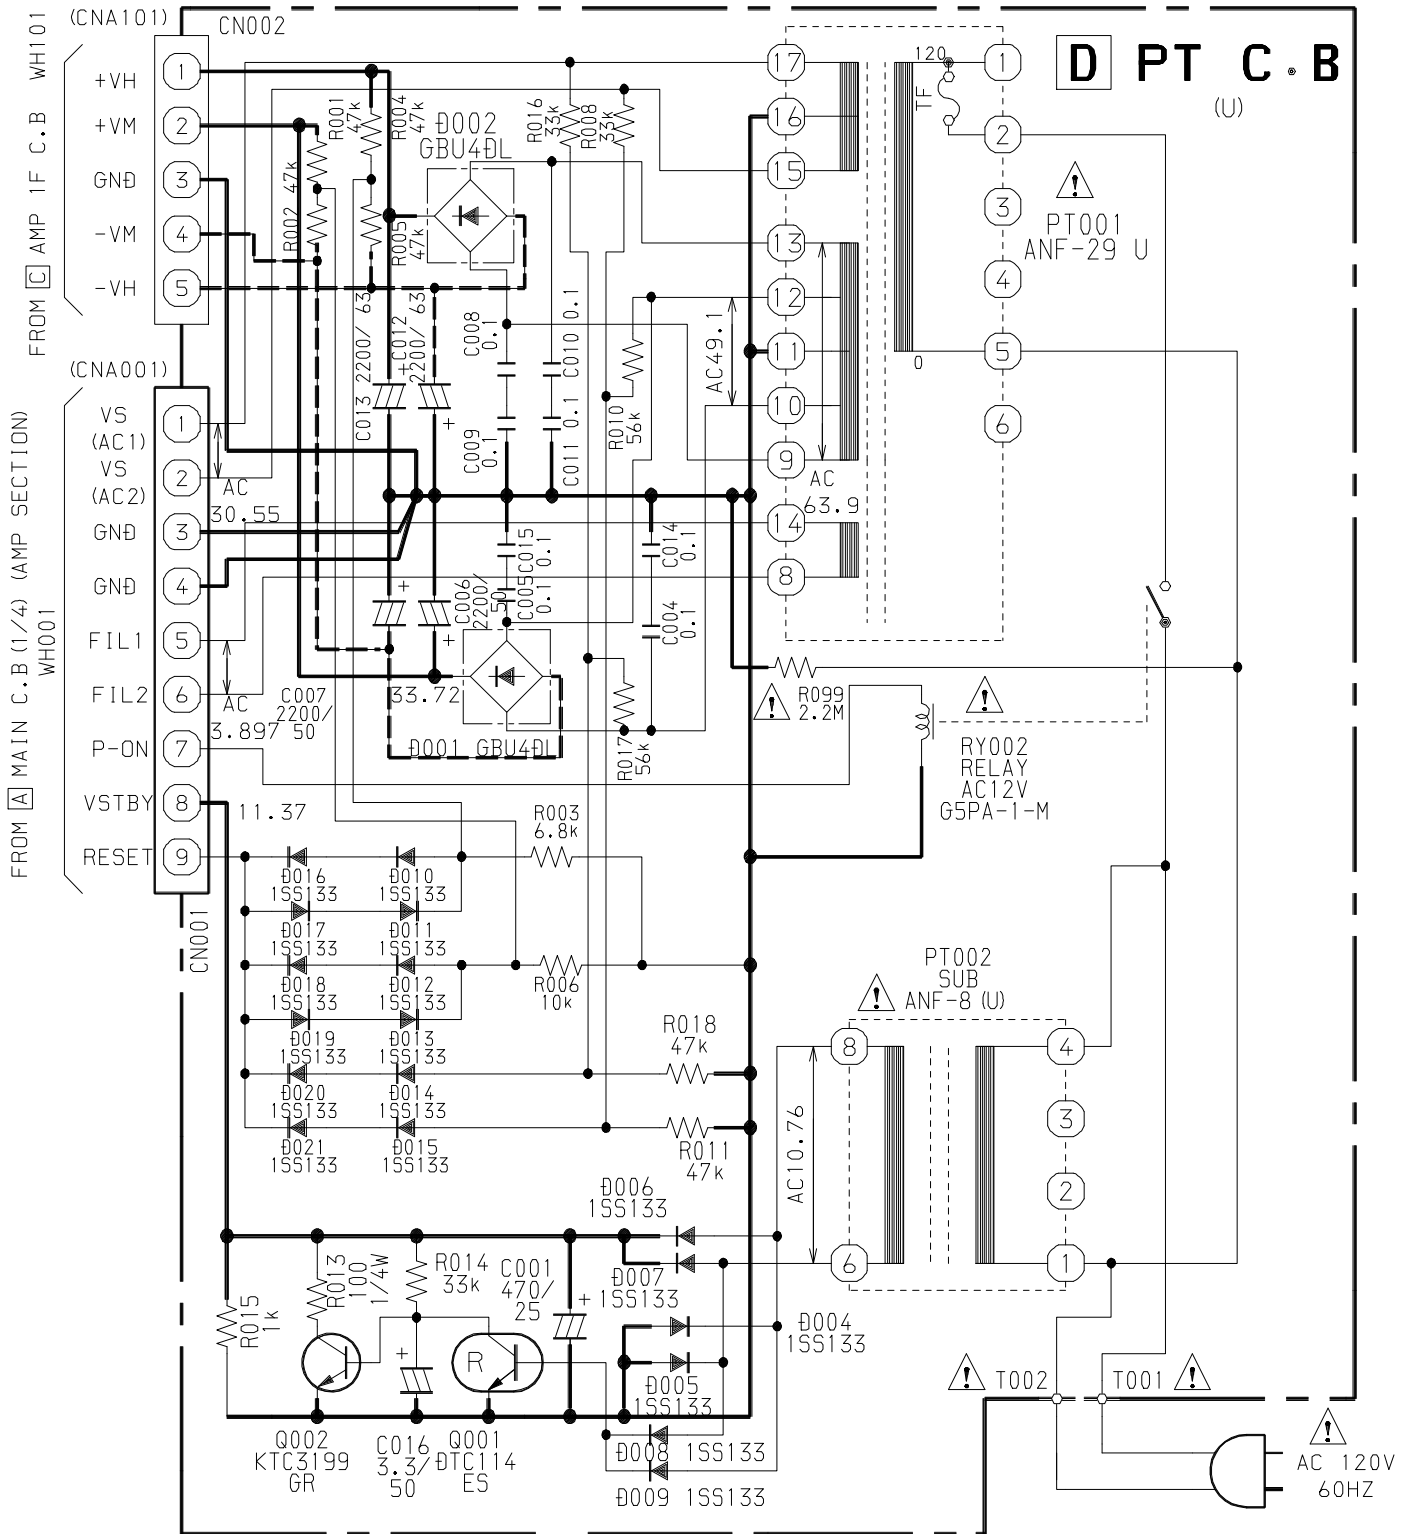 (CNA101)
CN002
D PT C.B
(U)
FROM C AMP 1F C.B WH101
1 +VH
2 +VM
3 GND
4 -VM
5 -VH
R001
47k
R004
47k
R002 47k
R005
47k
D002
GBU4DL
R016
33k
R008
33k
17
16
15
13
12
11
10
9
14
8
120
TF
0
1
2
3
4
5
6
PT001
ANF-29 U
AC49.1
AC
63.9
C013 2200/ 63
C012
2200/ 63
+
+
C008
0.1
C010 0.1
C009
0.1
C011 0.1
R010
56k
(CNA001)
FROM A MAIN C.B (1/4) (AMP SECTION)
WH001
VS
(AC1)
1
VS
(AC2)
2
GND 3
GND 4
FIL1 5
FIL2 6
P-ON 7
VSTBY 8
RESET 9
CN001
AC
30.55
AC
3.897
11.37
C007
2200/
50
+
+
C006
2200/
50
C015
0.1
C005
0.1
C014
0.1
C004
0.1
33.72
D001 GBU4DL
R017
56k
R099
2.2M
RY002
RELAY
AC12V
G5PA-1-M
R003
6.8k
D016
1SS133
D010
1SS133
D017
1SS133
D011
1SS133
R006
10k
D018
1SS133
D012
1SS133
D019
1SS133
D013
1SS133
D020
1SS133
D014
1SS133
D021
1SS133
D015
1SS133
R018
47k
R011
47k
PT002
SUB
ANF-8 (U)
8
6
4
3
2
1
AC10.76
D006
1SS133
D007
1SS133
D004
1SS133
D005
1SS133
D008 1SS133
D009 1SS133
R015
1k
R013
100
1/4W
R014
33k
C001
470/
25
+
+
R
Q002
KTC3199
GR
C016
3.3/
50
Q001
DTC114
ES
T002
T001
AC 120V
60HZ